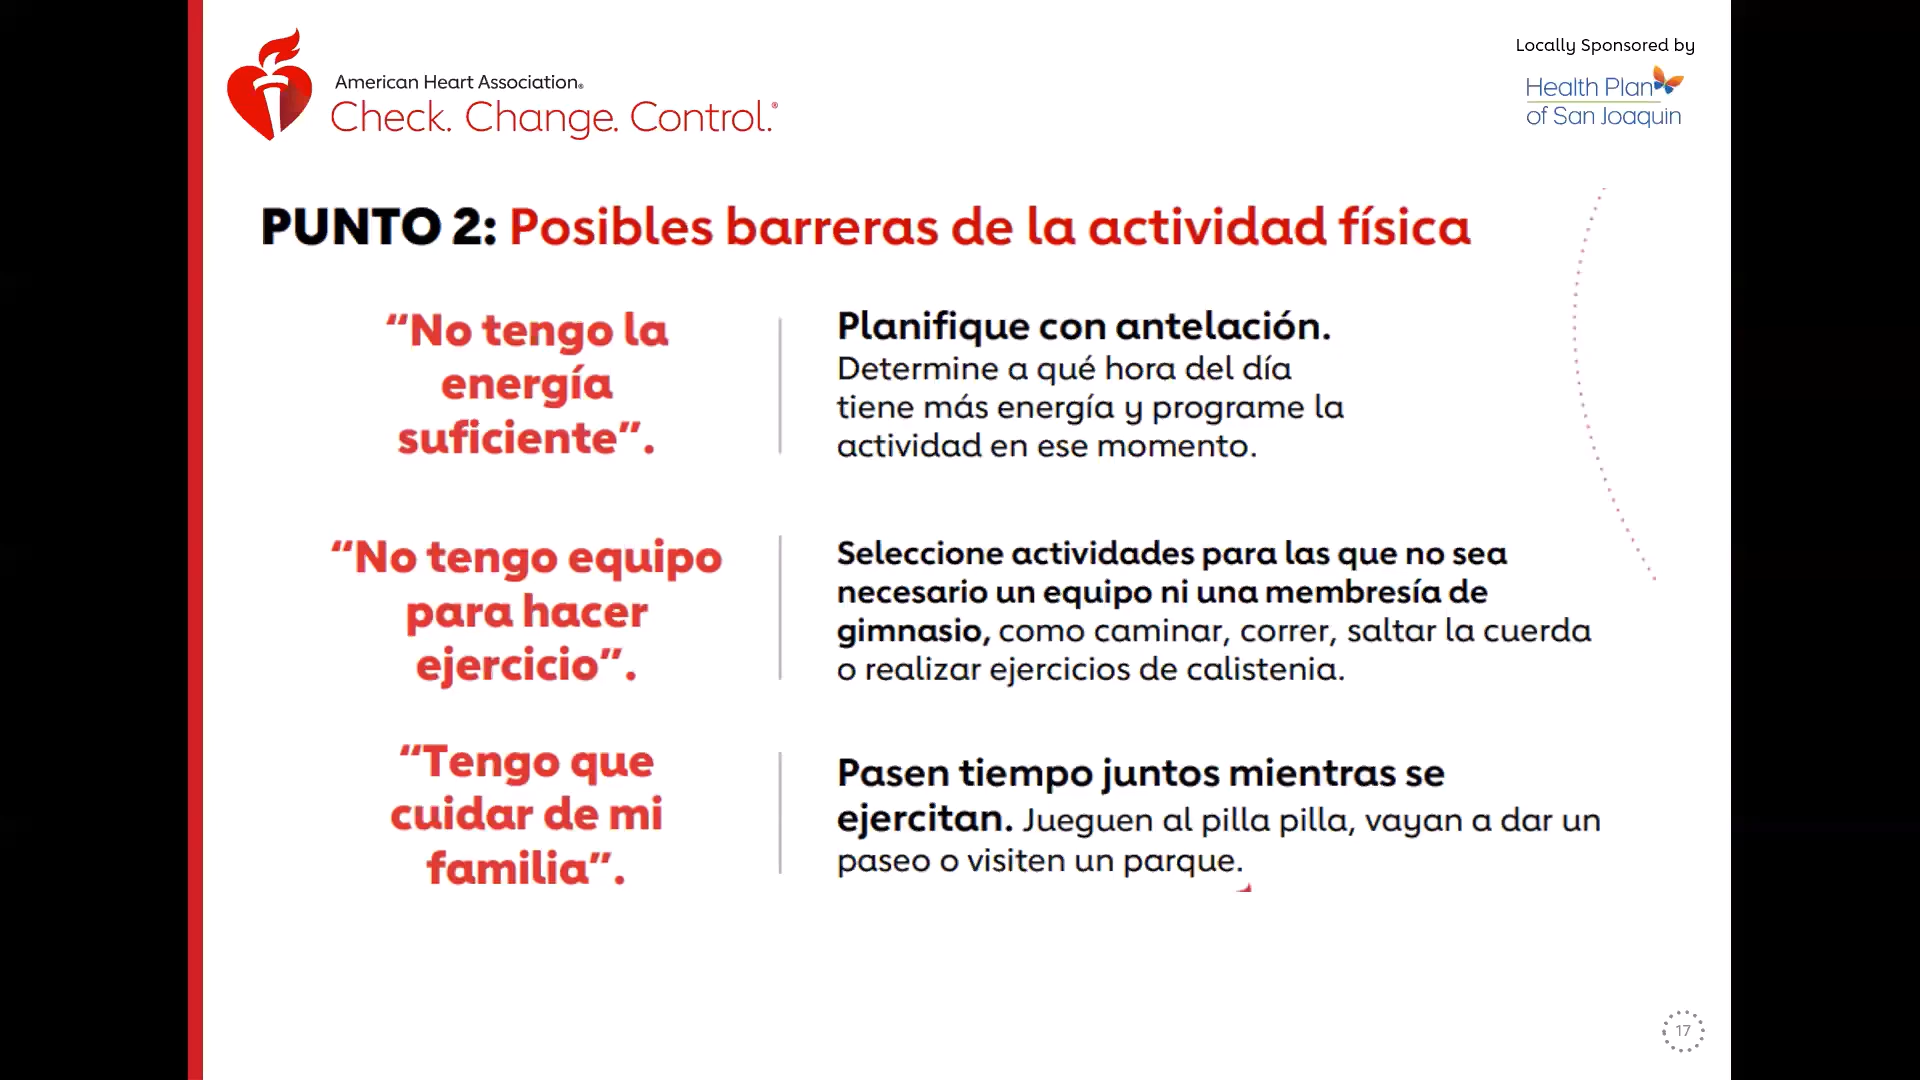 American Heart Association®
Check. Change. Control.®
Locally Sponsored by
Health Plan
of San Joaquin
PUNTO 2: Posibles barreras de la actividad física
“No tengo la
energía
suficiente”.
Planifique con antelación.
Determine a qué hora del día
tiene más energía y programe la
actividad en ese momento.
“No tengo equipo
para hacer
ejercicio”.
Seleccione actividades para las que no sea
necesario un equipo ni una membresía de
gimnasio, como caminar, correr, saltar la cuerda
o realizar ejercicios de calistenia.
“Tengo que
cuidar de mi
familia”.
Pasen tiempo juntos mientras se
ejercitan. Jueguen al pilla pilla, vayan a dar un
paseo o visiten un parque.
17